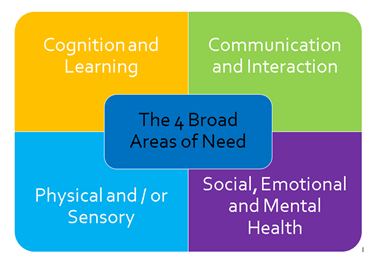 Cognition and
Learning
Communication
and Interaction
The 4 Broad
Areas of Need
Physical and / or
Sensory
Social, Emotional
and Mental
Health